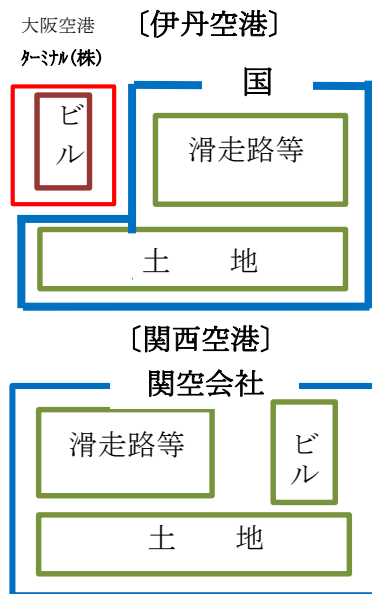 〔伊丹空港〕
大阪空港
ﾀｰﾐﾅﾙ(株)
国
ビル
滑走路等
土 地
〔関西空港〕
関空会社
滑走路等
ビル
土 地